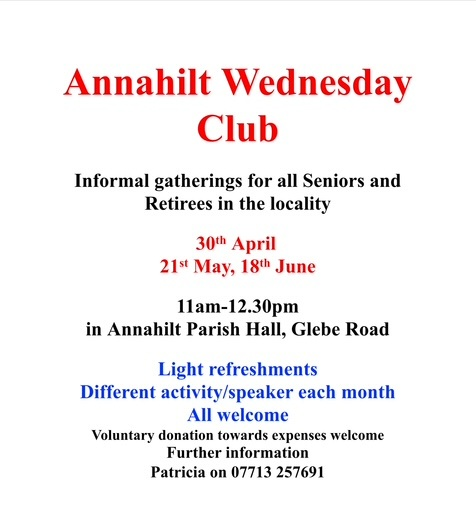 Annahilt Wednesday
Club
Informal gatherings for all Seniors and
Retirees in the locality
30th April
21st May, 18th June
11am-12.30pm
in Annahilt Parish Hall, Glebe Road
Light refreshments
Different activity/speaker each month
All welcome
Voluntary donation towards expenses welcome
Further information
Patricia on 07713 257691